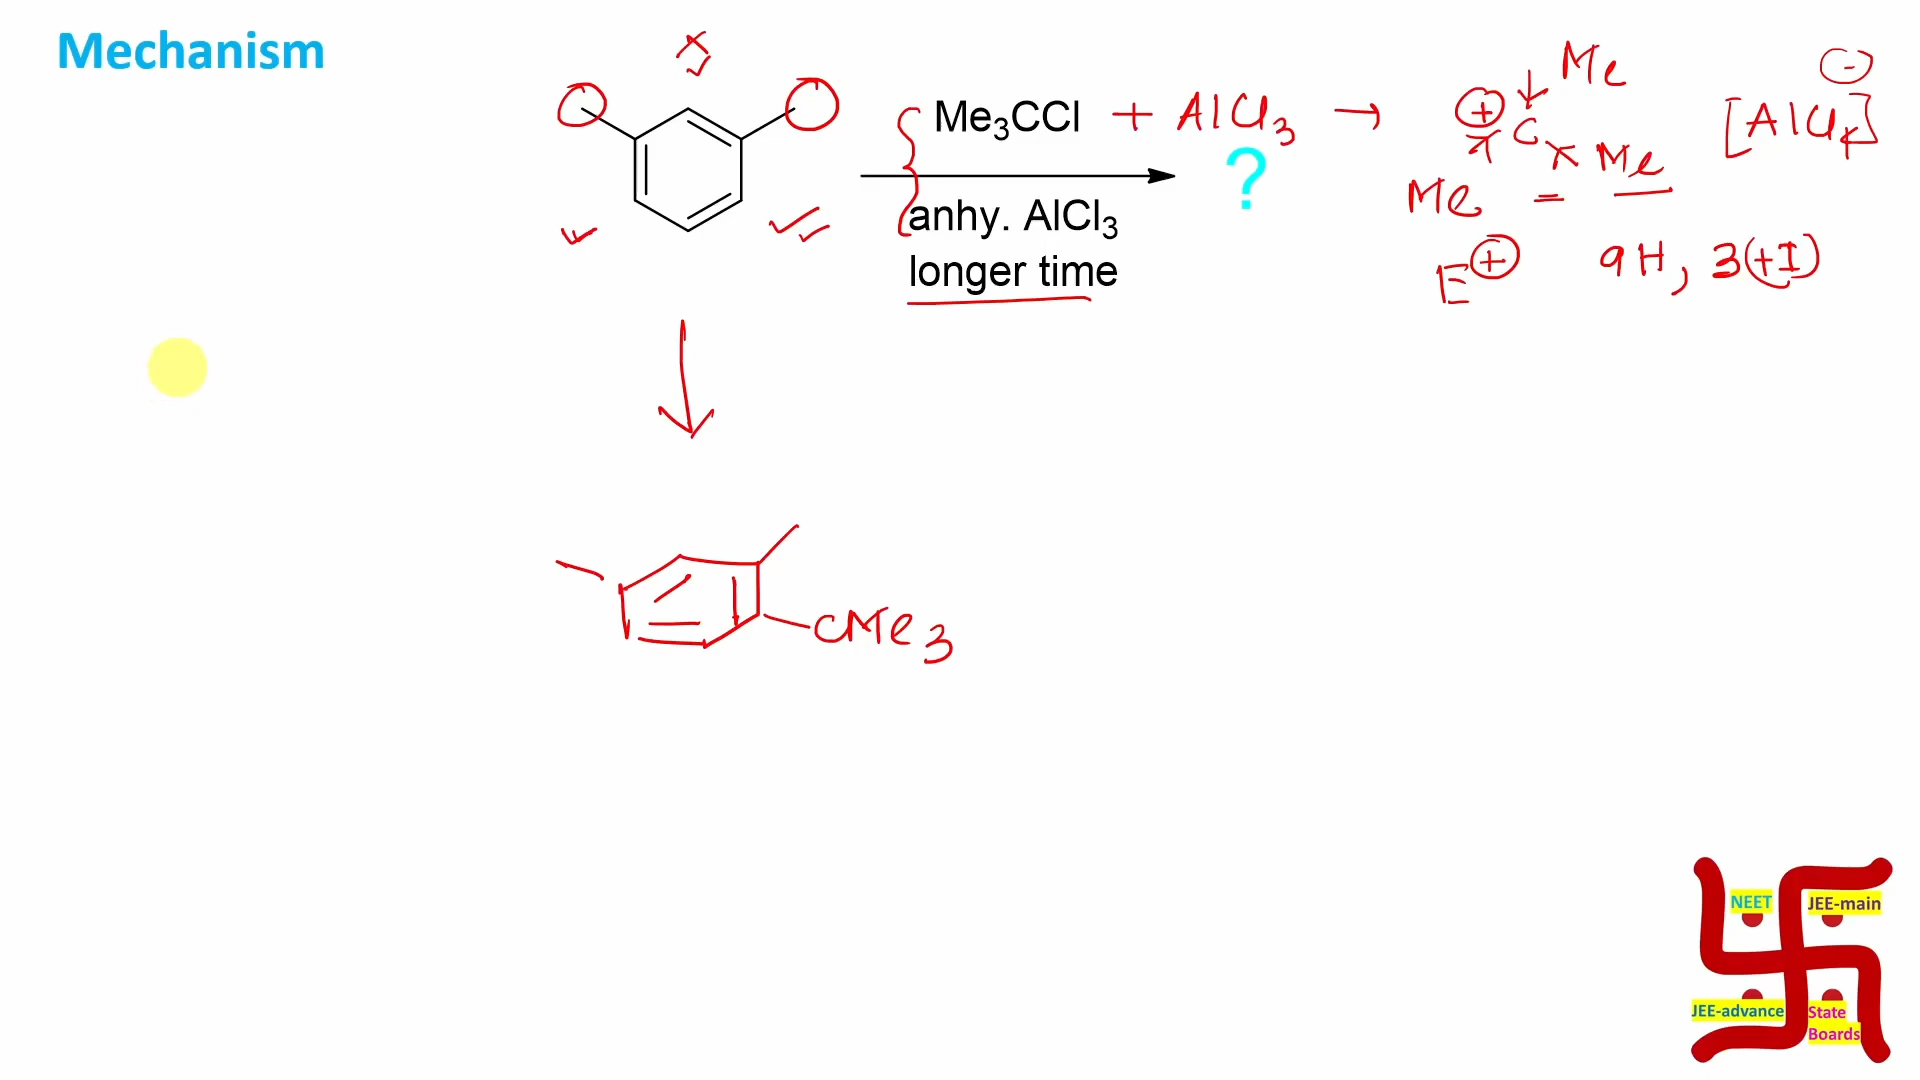 Mechanism
Me₃CCl + AlCl₃ →
?
anhy. AlCl₃
longer time
⊕ C Me
Me
Me
[AlCl₄]
⊖
E⊕ 9H, 3(+I)
CMe₃
NEET
JEE-main
JEE-advance
State
Boards